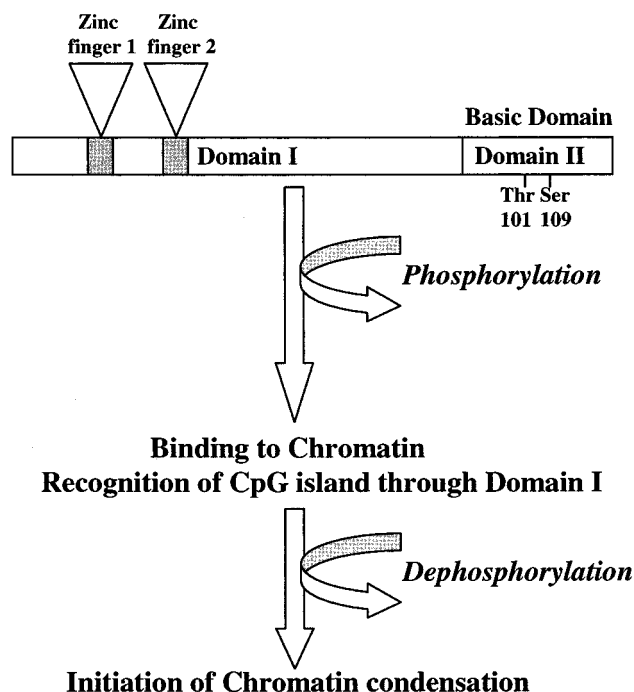 Zinc finger 1
Zinc finger 2
Basic Domain
Domain I
Domain II
Thr Ser
101 109
Phosphorylation
Binding to Chromatin
Recognition of CpG island through Domain I
Dephosphorylation
Initiation of Chromatin condensation